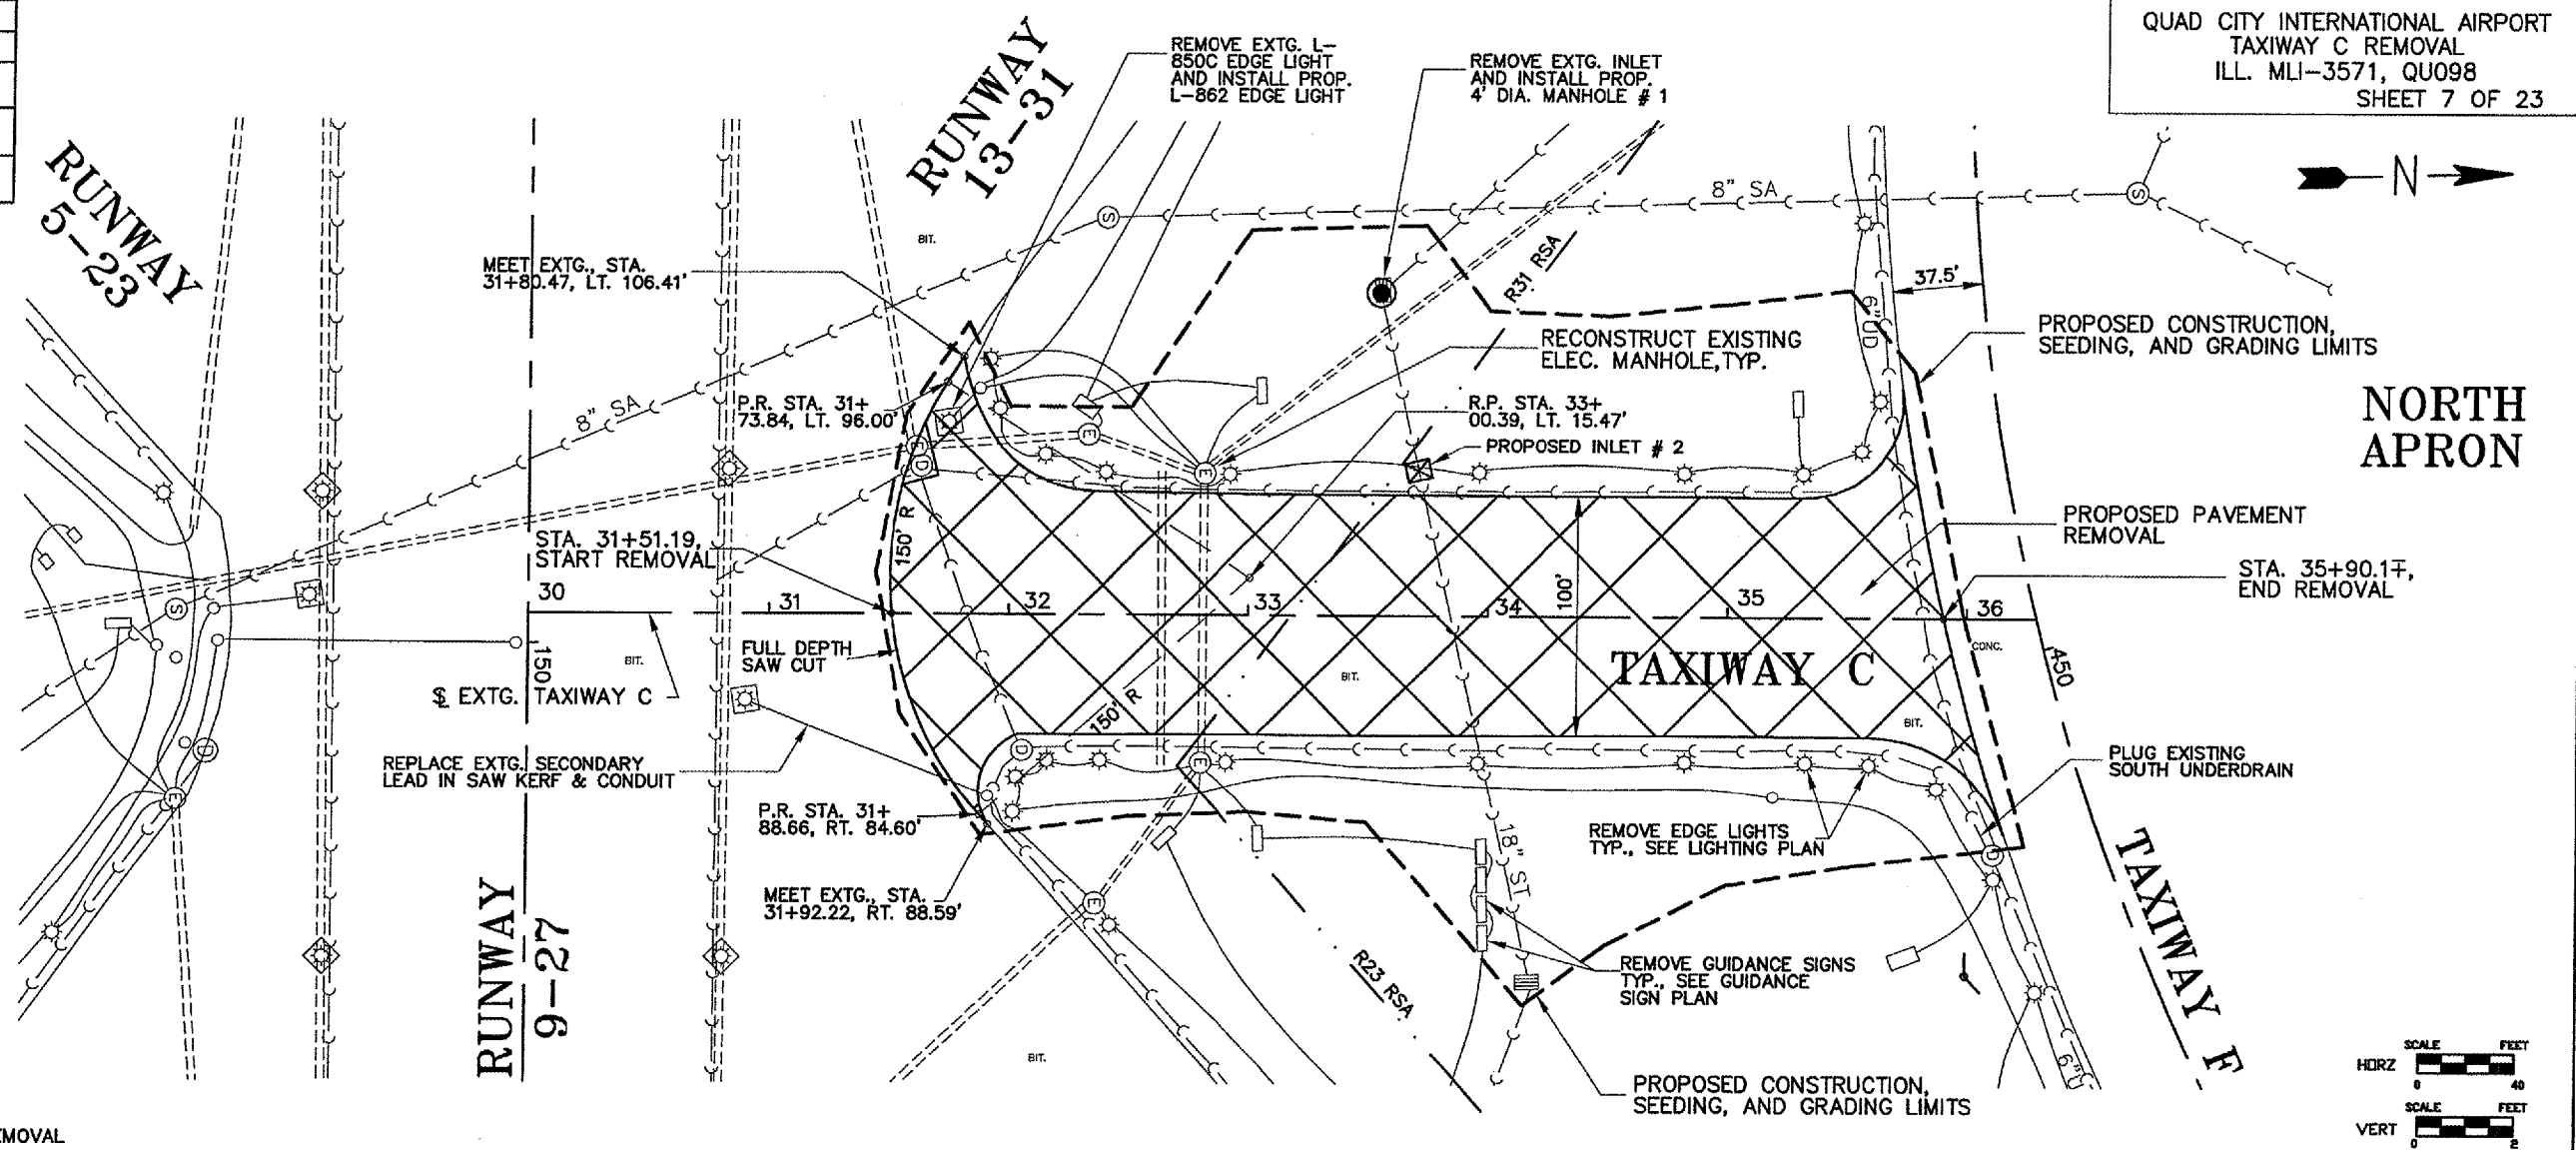 QUAD CITY INTERNATIONAL AIRPORT
TAXIWAY C REMOVAL
ILL. MLI-3571, QU098
SHEET 7 OF 23
N
RUNWAY
5-23
RUNWAY
13-31
REMOVE EXTG. L-
850C EDGE LIGHT
AND INSTALL PROP.
L-862 EDGE LIGHT
REMOVE EXTG. INLET
AND INSTALL PROP.
4' DIA. MANHOLE # 1
8" SA
S
S
BIT.
R31 RSA
37.5'
6" UD
MEET EXTG., STA.
31+80.47, LT. 106.41'
RECONSTRUCT EXISTING
ELEC. MANHOLE, TYP.
PROPOSED CONSTRUCTION,
SEEDING, AND GRADING LIMITS
NORTH
APRON
8" SA
P.R. STA. 31+
73.84, LT. 96.00'
R.P. STA. 33+
00.39, LT. 15.47'
PROPOSED INLET # 2
E
E
E
D
150' R
STA. 31+51.19,
START REMOVAL
100'
PROPOSED PAVEMENT
REMOVAL
STA. 35+90.17,
END REMOVAL
30
31
32
33
34
35
36
S
150
BIT.
FULL DEPTH
SAW CUT
BIT.
TAXIWAY C
CONC.
450
℄ EXTG. TAXIWAY C
150' R
BIT.
D
D
E
E
REPLACE EXTG. SECONDARY
LEAD IN SAW KERF & CONDUIT
PLUG EXISTING
SOUTH UNDERDRAIN
P.R. STA. 31+
88.66, RT. 84.60'
REMOVE EDGE LIGHTS
TYP., SEE LIGHTING PLAN
D
18" ST
MEET EXTG., STA.
31+92.22, RT. 88.59'
E
RUNWAY
9-27
R23 RSA
REMOVE GUIDANCE SIGNS
TYP., SEE GUIDANCE
SIGN PLAN
TAXIWAY F
BIT.
PROPOSED CONSTRUCTION,
SEEDING, AND GRADING LIMITS
SCALE FEET
HORZ
0 40
SCALE FEET
VERT
0 2